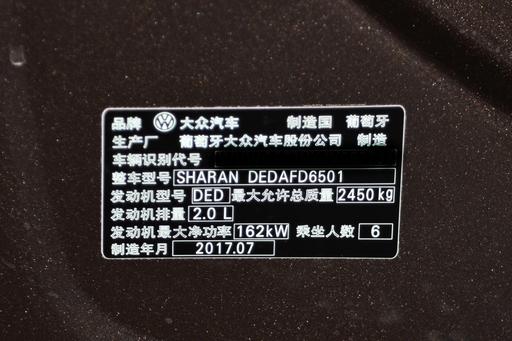 品牌 大众汽车 制造国 葡萄牙
生产厂 葡萄牙大众汽车股份公司 制造
车辆识别代号
整车型号 SHARAN DEDAFD6501
发动机型号 DED 最大允许总质量 2450kg
发动机排量 2.0 L
发动机最大净功率 162kW 乘坐人数 6
制造年月 2017.07